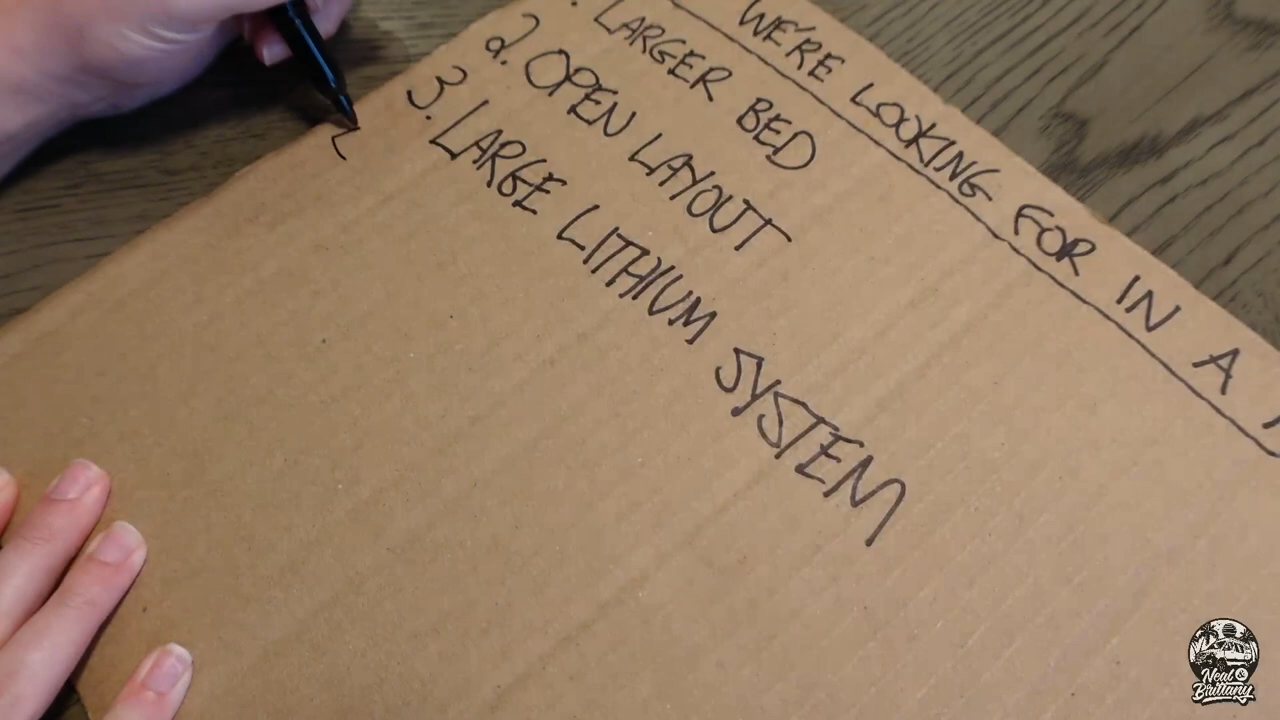 WE'RE LOOKING FOR IN A
LARGER BED
2. OPEN LAYOUT
3. LARGE LITHIUM SYSTEM
Neal &
Brittany